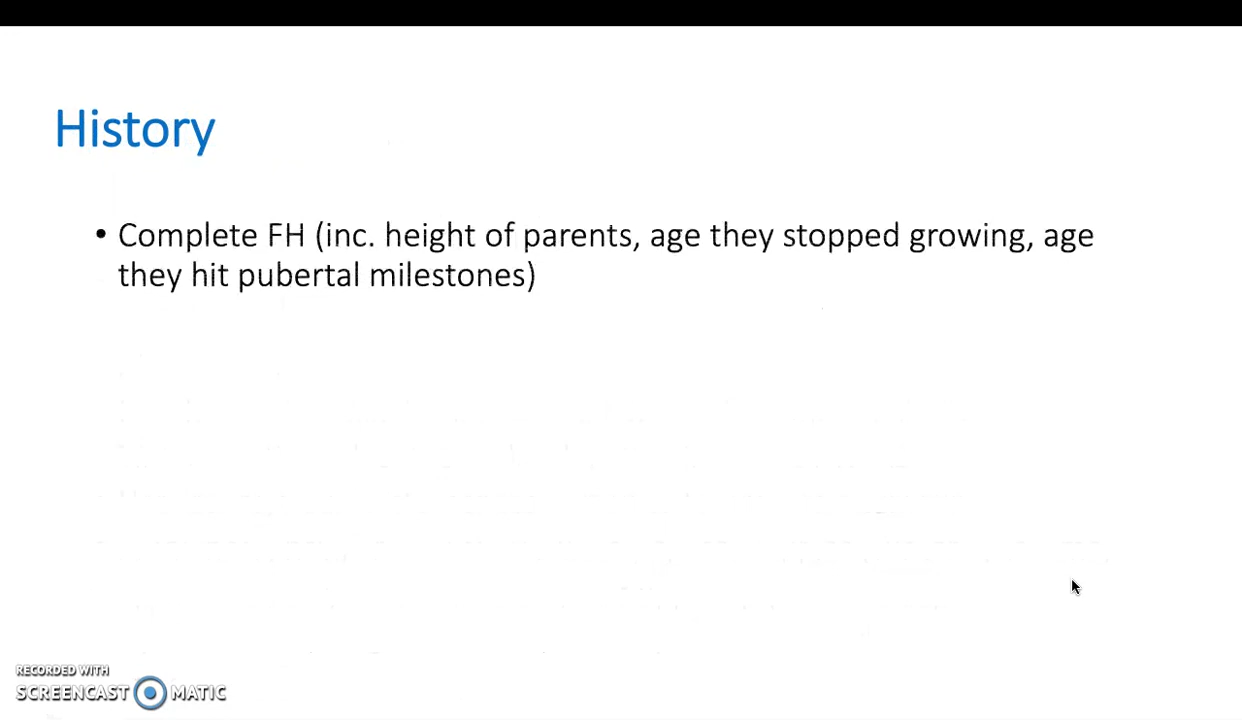 History
• Complete FH (inc. height of parents, age they stopped growing, age
they hit pubertal milestones)
RECORDED WITH
SCREENCAST MATIC